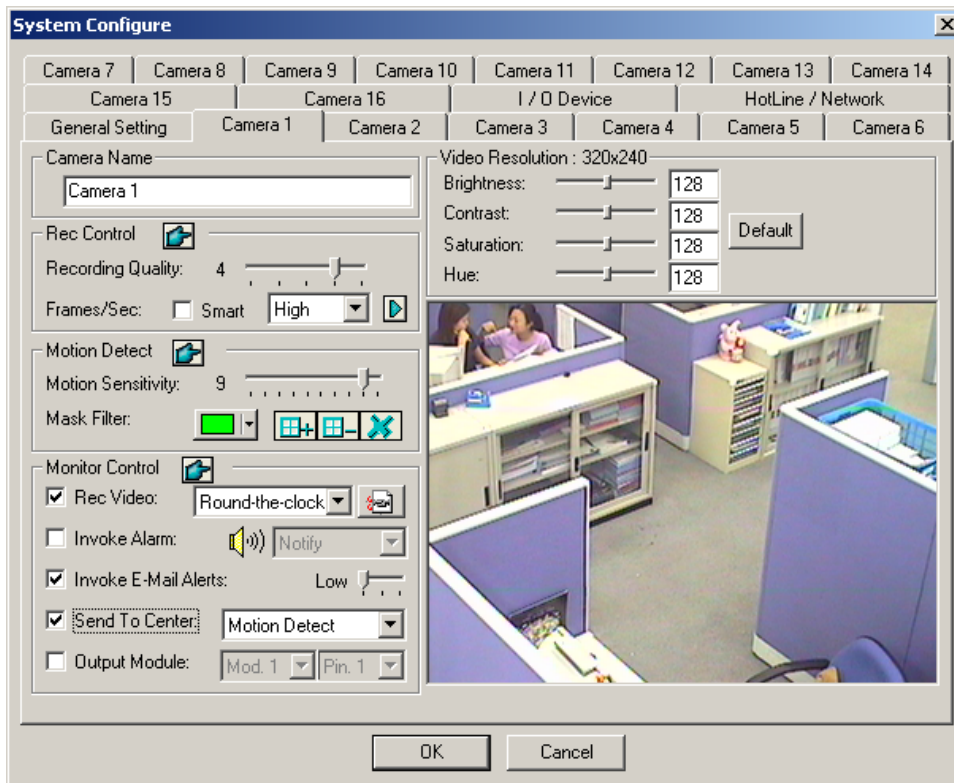 System Configure
Camera 7 Camera 8 Camera 9 Camera 10 Camera 11 Camera 12 Camera 13 Camera 14
Camera 15 Camera 16 I / O Device HotLine / Network
General Setting Camera 1 Camera 2 Camera 3 Camera 4 Camera 5 Camera 6
Camera Name
Camera 1
Rec Control
Recording Quality: 4
Frames/Sec: Smart High
Motion Detect
Motion Sensitivity: 9
Mask Filter:
Monitor Control
Rec Video: Round-the-clock
Invoke Alarm: Notify
Invoke E-Mail Alerts: Low
Send To Center: Motion Detect
Output Module: Mod. 1 Pin. 1
Video Resolution : 320x240
Brightness: 128
Contrast: 128
Saturation: 128
Hue: 128
Default
OK Cancel